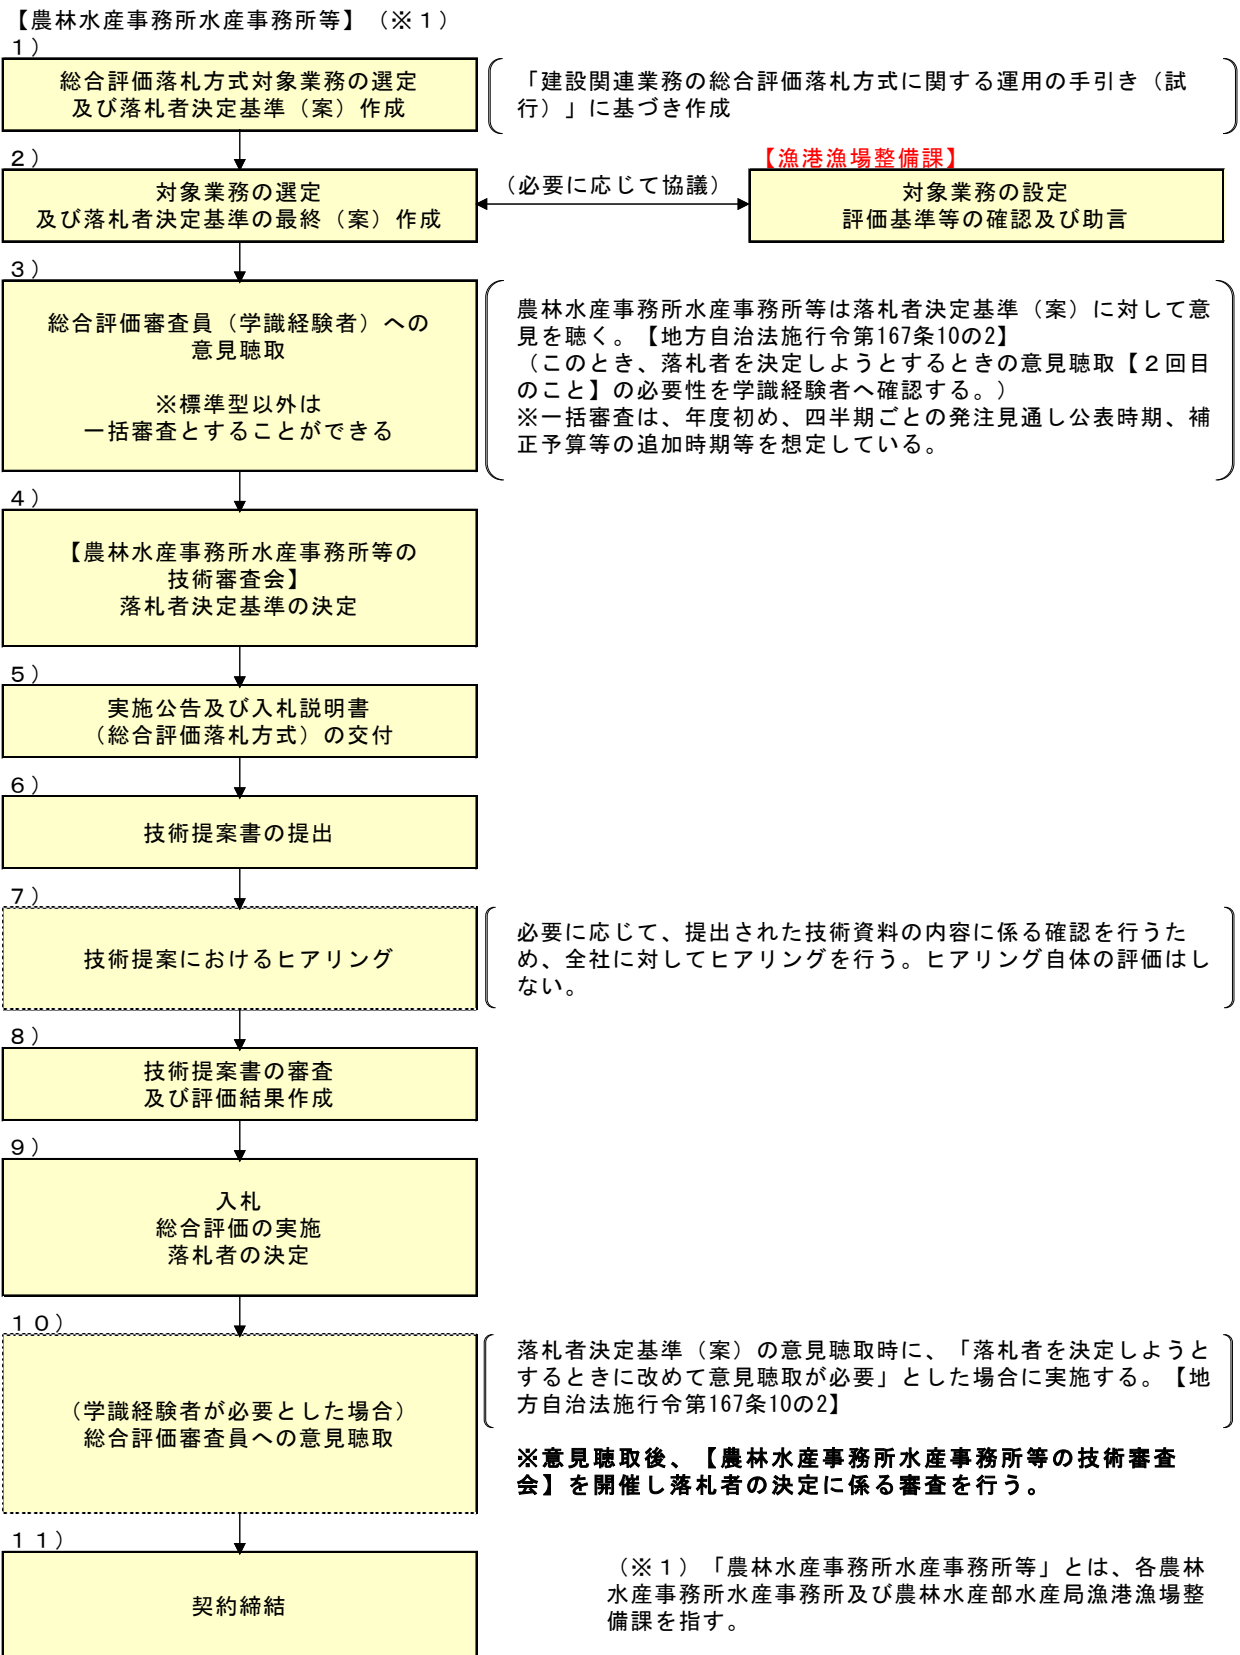 【農林水産事務所水産事務所等】（※１）
１）
総合評価落札方式対象業務の選定
及び落札者決定基準（案）作成
「建設関連業務の総合評価落札方式に関する運用の手引き（試
行）」に基づき作成
２）
対象業務の選定
及び落札者決定基準の最終（案）作成
（必要に応じて協議）
【漁港漁場整備課】
対象業務の設定
評価基準等の確認及び助言
３）
総合評価審査員（学識経験者）への
意見聴取
※標準型以外は
一括審査とすることができる
農林水産事務所水産事務所等は落札者決定基準（案）に対して意
見を聴く。【地方自治法施行令第167条10の2】
（このとき、落札者を決定しようとするときの意見聴取【２回目
のこと】の必要性を学識経験者へ確認する。）
※一括審査は、年度初め、四半期ごとの発注見通し公表時期、補
正予算等の追加時期等を想定している。
４）
【農林水産事務所水産事務所等の
技術審査会】
落札者決定基準の決定
５）
実施公告及び入札説明書
（総合評価落札方式）の交付
６）
技術提案書の提出
７）
技術提案におけるヒアリング
必要に応じて、提出された技術資料の内容に係る確認を行うた
め、全社に対してヒアリングを行う。ヒアリング自体の評価はし
ない。
８）
技術提案書の審査
及び評価結果作成
９）
入札
総合評価の実施
落札者の決定
１０）
（学識経験者が必要とした場合）
総合評価審査員への意見聴取
落札者決定基準（案）の意見聴取時に、「落札者を決定しようと
するときに改めて意見聴取が必要」とした場合に実施する。【地
方自治法施行令第167条10の2】
※意見聴取後、【農林水産事務所水産事務所等の技術審査
会】を開催し落札者の決定に係る審査を行う。
１１）
契約締結
（※１）「農林水産事務所水産事務所等」とは、各農林
水産事務所水産事務所及び農林水産部水産局漁港漁場整
備課を指す。